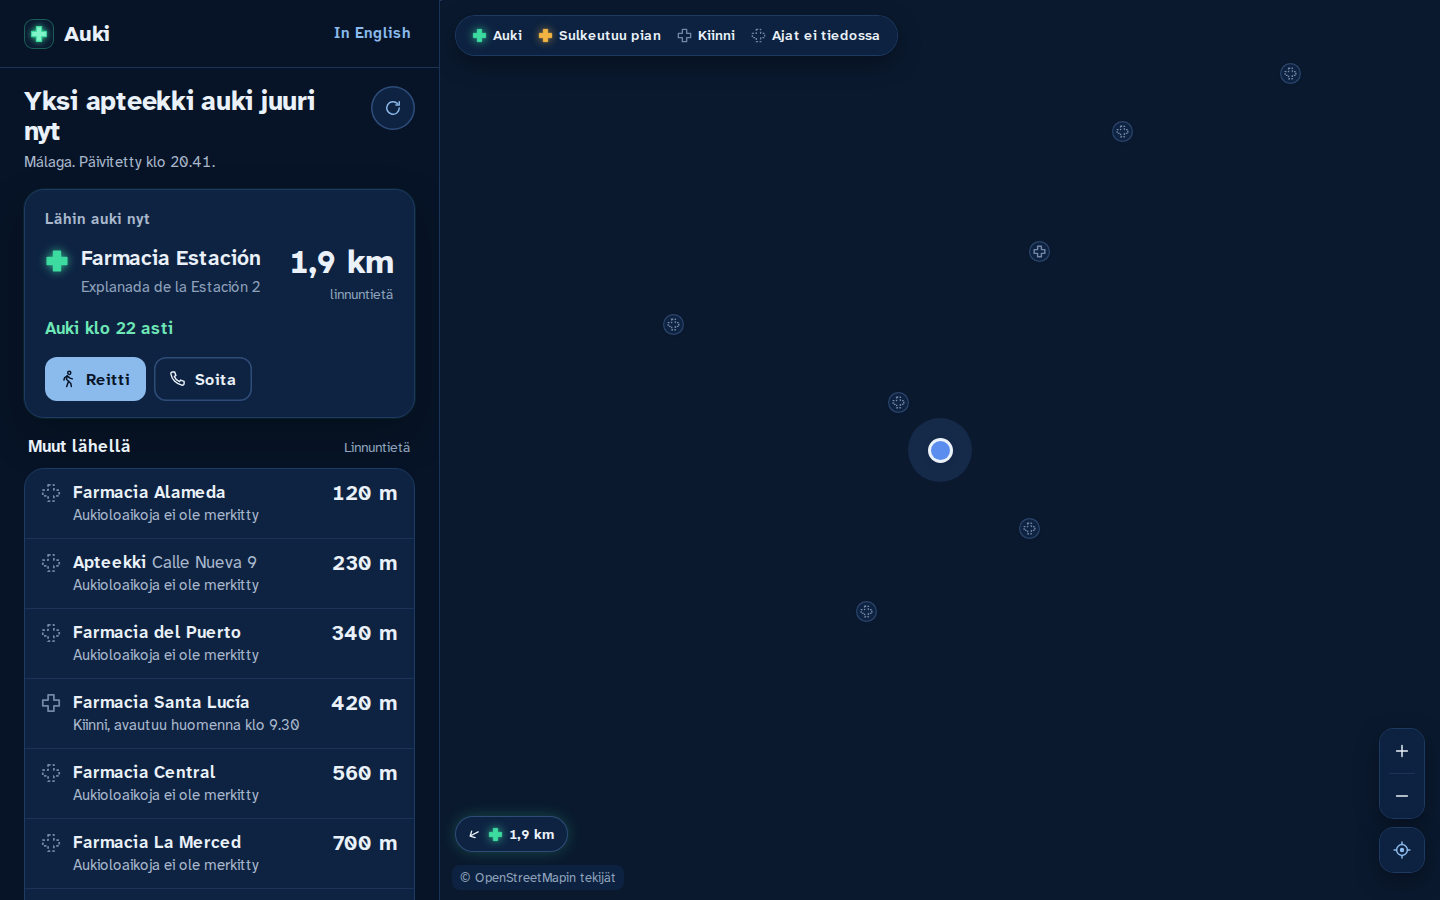 Auki
In English
Yksi apteekki auki juuri
nyt
Málaga. Päivitetty klo 20.41.
Lähin auki nyt
Farmacia Estación
1,9 km
Explanada de la Estación 2
linnuntietä
Auki klo 22 asti
Reitti
Soita
Muut lähellä
Linnuntietä
Farmacia Alameda
120 m
Aukioloaikoja ei ole merkitty
Apteekki Calle Nueva 9
230 m
Aukioloaikoja ei ole merkitty
Farmacia del Puerto
340 m
Aukioloaikoja ei ole merkitty
Farmacia Santa Lucía
420 m
Kiinni, avautuu huomenna klo 9.30
Farmacia Central
560 m
Aukioloaikoja ei ole merkitty
Farmacia La Merced
700 m
Aukioloaikoja ei ole merkitty
Auki
Sulkeutuu pian
Kiinni
Ajat ei tiedossa
1,9 km
© OpenStreetMapin tekijät